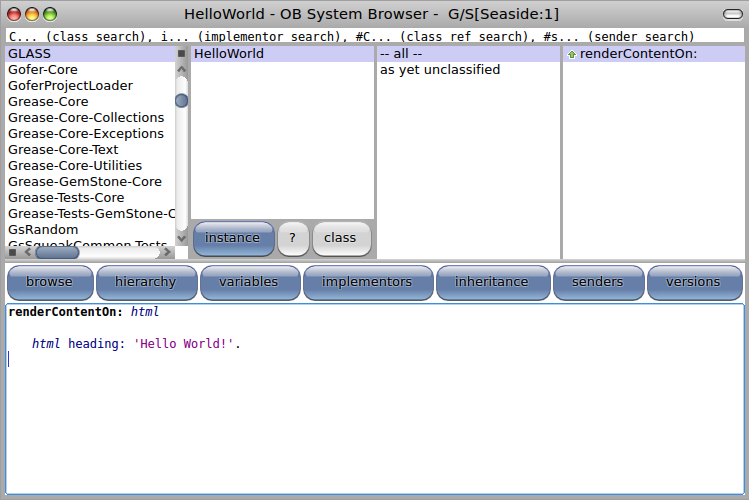 HelloWorld - OB System Browser -  G/S[Seaside:1]
C... (class search), i... (implementor search), #C... (class ref search), #s... (sender search)
GLASS
Gofer-Core
GoferProjectLoader
Grease-Core
Grease-Core-Collections
Grease-Core-Exceptions
Grease-Core-Text
Grease-Core-Utilities
Grease-GemStone-Core
Grease-Tests-Core
Grease-Tests-GemStone-C
GsRandom
GsSqueakCommon-Tests
HelloWorld
instance
?
class
-- all --
as yet unclassified
renderContentOn:
browse
hierarchy
variables
implementors
inheritance
senders
versions
renderContentOn: html
html heading: 'Hello World!'.